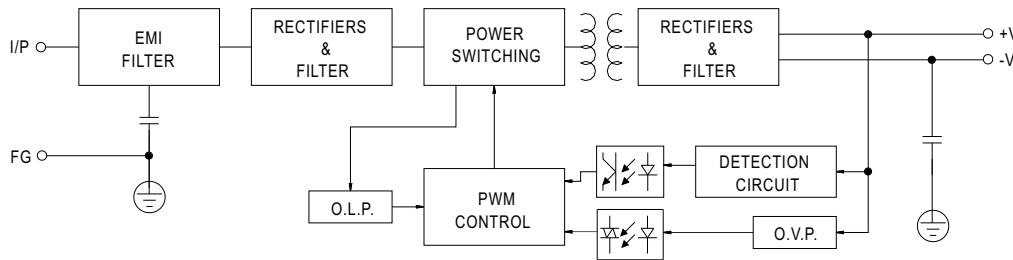 I/P
EMI
FILTER
RECTIFIERS
&
FILTER
POWER
SWITCHING
RECTIFIERS
&
FILTER
+V
-V
FG
O.L.P.
PWM
CONTROL
DETECTION
CIRCUIT
O.V.P.